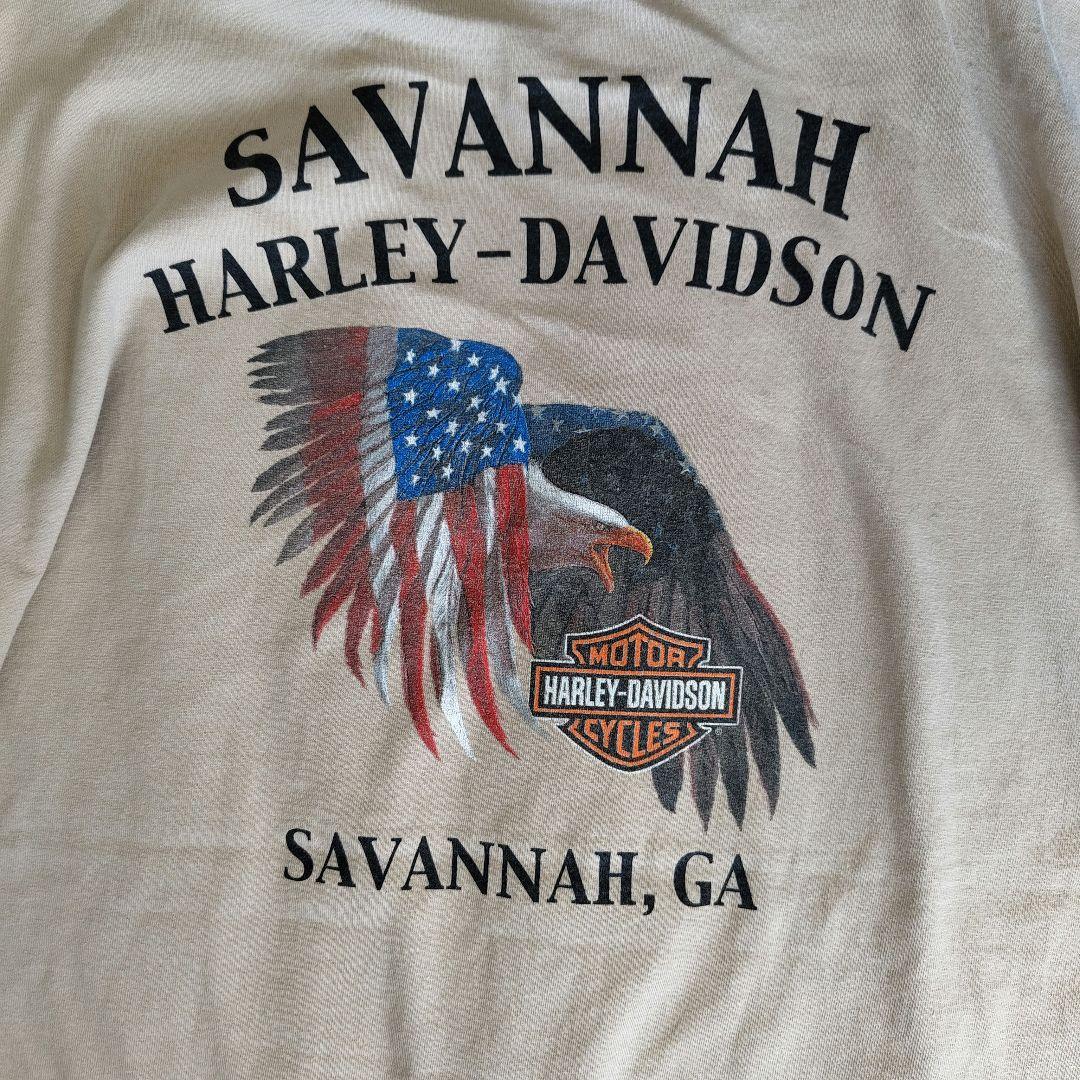 SAVANNAH
HARLEY-DAVIDSON
MOTOR
HARLEY-DAVIDSON
CYCLES
SAVANNAH, GA